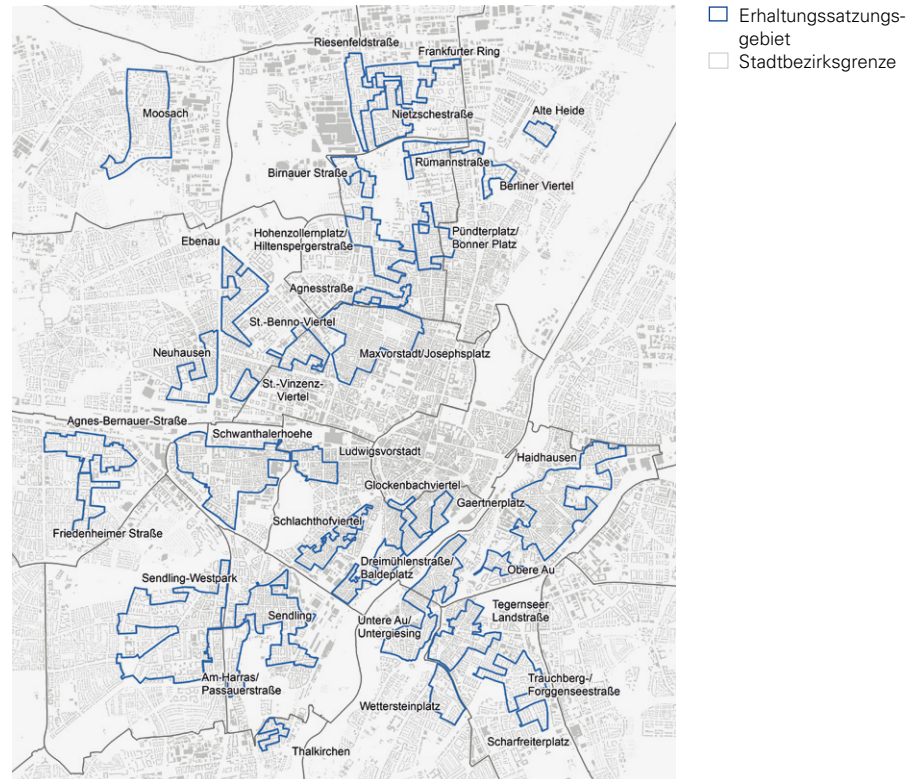 Erhaltungssatzungs-
gebiet
Stadtbezirksgrenze
Riesenfeldstraße
Frankfurter Ring
Moosach
Nietzschestraße
Alte Heide
Birnauer Straße
Rümannstraße
Berliner Viertel
Hohenzollernplatz/
Hiltenspergerstraße
Pündterplatz/
Bonner Platz
Ebenau
Agnesstraße
St.-Benno-Viertel
Neuhausen
Maxvorstadt/Josephsplatz
St.-Vinzenz-
Viertel
Agnes-Bernauer-Straße
Schwanthalerhoehe
Ludwigsvorstadt
Haidhausen
Glockenbachviertel
Gaertnerplatz
Schlachthofviertel
Friedenheimer Straße
Dreimühlenstraße/
Baldeplatz
Obere Au
Sendling-Westpark
Sendling
Untere Au/
Untergiesing
Tegernseer
Landstraße
Am-Harras/
Passauerstraße
Trauchberg-/
Forggenseestraße
Wettersteinplatz
Scharfreiterplatz
Thalkirchen